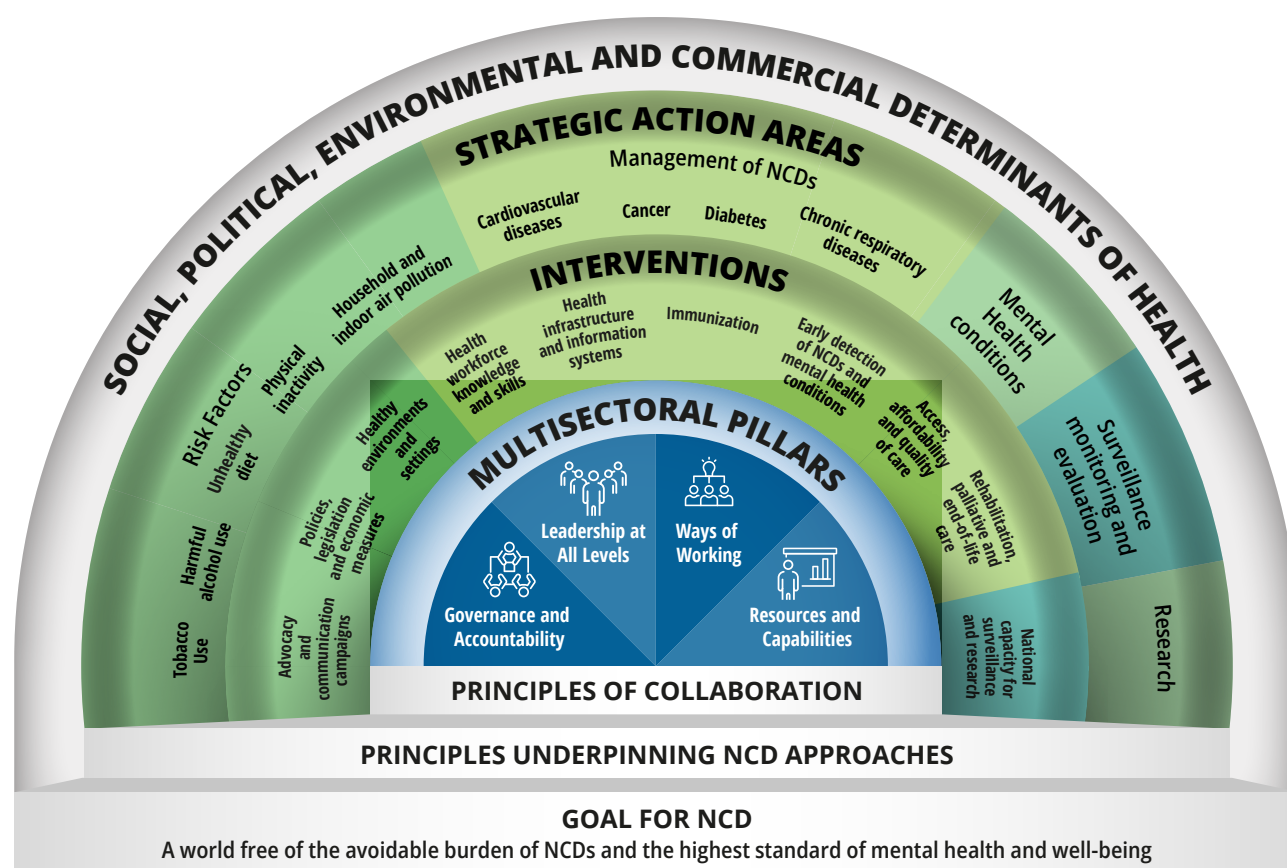 SOCIAL, POLITICAL, ENVIRONMENTAL AND COMMERCIAL DETERMINANTS OF HEALTH
STRATEGIC ACTION AREAS
Management of NCDs
Cardiovascular
diseases
Cancer
Diabetes
Chronic respiratory
diseases
Mental
Health
conditions
Surveillance
monitoring and
evaluation
Research
Household and
indoor air pollution
Physical
inactivity
Risk Factors
Unhealthy
diet
Harmful
alcohol use
Tobacco
Use
INTERVENTIONS
Health
workforce
knowledge
and skills
Health
infrastructure
and information
systems
Immunization
Early detection
of NCDs and
mental health
conditions
Access,
affordability
and quality
of care
Rehabilitation,
palliative and
end-of-life
care
National
capacity for
surveillance
and research
Healthy
environments
and
settings
Policies,
legislation
and economic
measures
Advocacy
and
communication
campaigns
MULTISECTORAL PILLARS
Governance and
Accountability
Leadership at
All Levels
Ways of
Working
Resources and
Capabilities
PRINCIPLES OF COLLABORATION
PRINCIPLES UNDERPINNING NCD APPROACHES
GOAL FOR NCD
A world free of the avoidable burden of NCDs and the highest standard of mental health and well-being